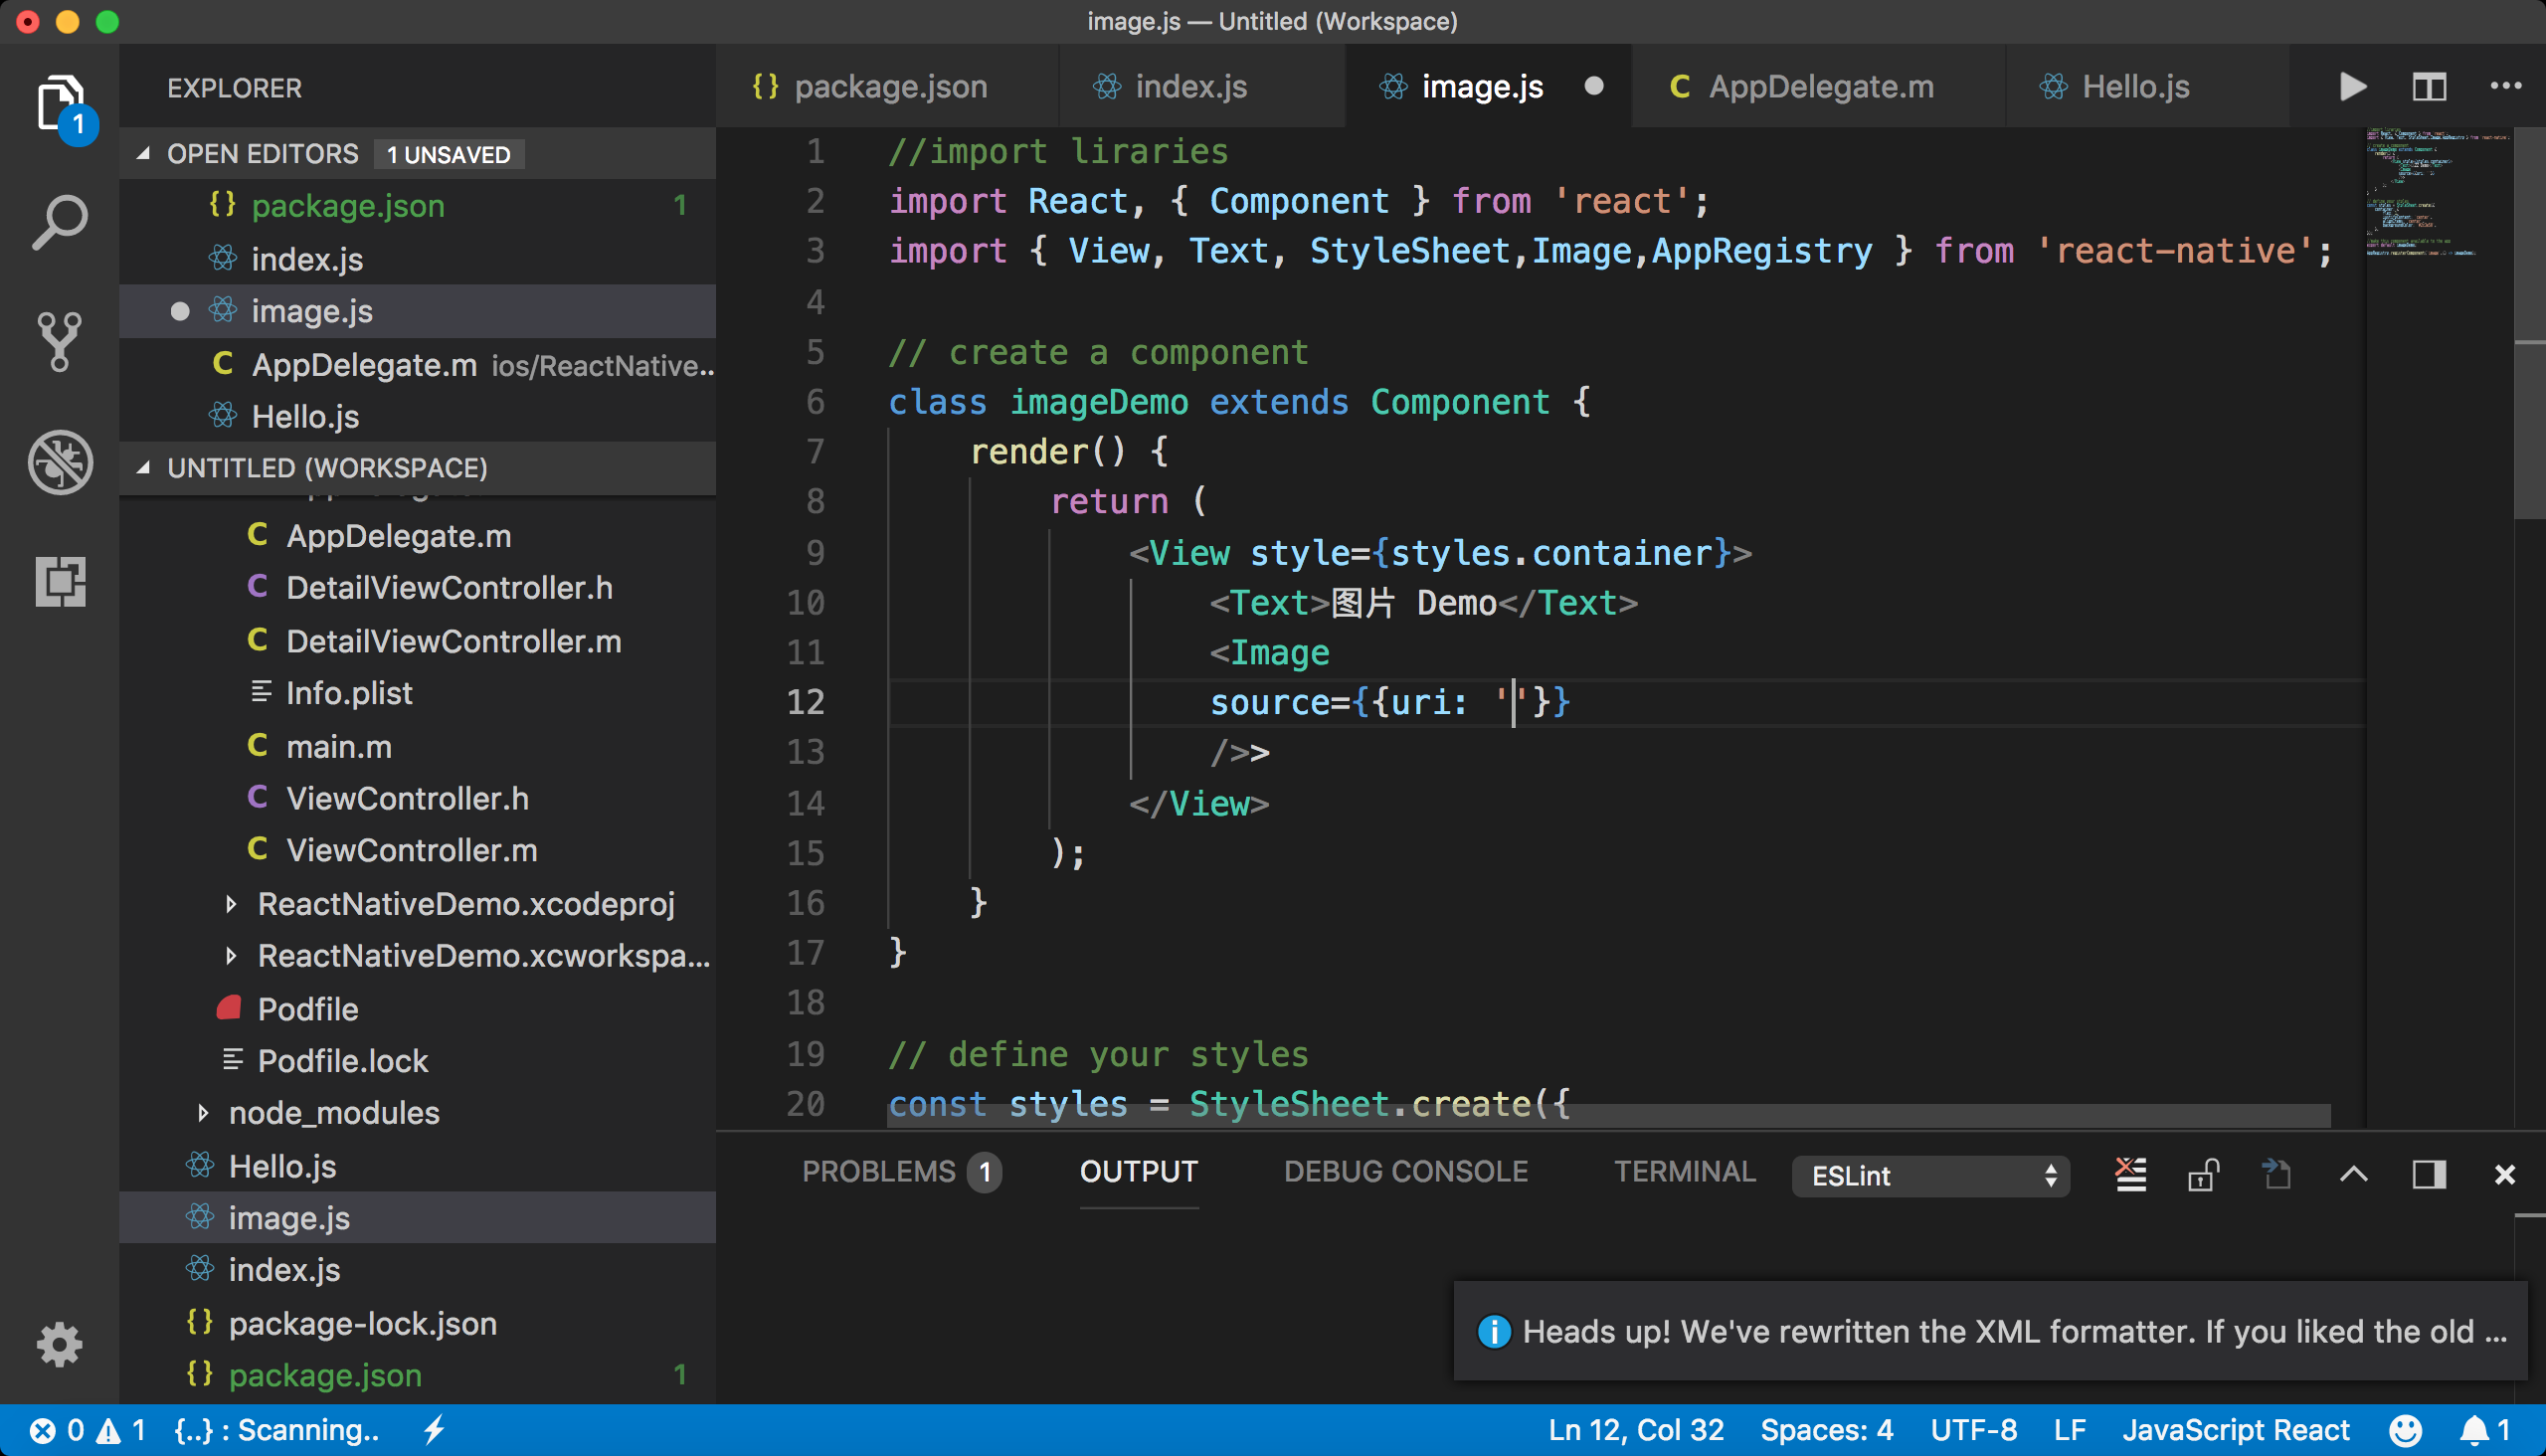 image.js — Untitled (Workspace)
EXPLORER
OPEN EDITORS 1 UNSAVED
{} package.json 1
index.js
image.js
C AppDelegate.m ios/ReactNative...
Hello.js
UNTITLED (WORKSPACE)
C AppDelegate.m
C DetailViewController.h
C DetailViewController.m
Info.plist
C main.m
C ViewController.h
C ViewController.m
ReactNativeDemo.xcodeproj
ReactNativeDemo.xcworkspa...
Podfile
Podfile.lock
node_modules
Hello.js
image.js
index.js
{} package-lock.json
{} package.json 1
1
{} package.json index.js image.js C AppDelegate.m Hello.js
1 //import liraries
2 import React, { Component } from 'react';
3 import { View, Text, StyleSheet,Image,AppRegistry } from 'react-native';
4
5 // create a component
6 class imageDemo extends Component {
7 render() {
8 return (
9 <View style={styles.container}>
10 <Text>图片 Demo</Text>
11 <Image
12 source={{uri: ''}}
13 />>
14 </View>
15 );
16 }
17 }
18
19 // define your styles
20 const styles = StyleSheet.create({
PROBLEMS 1 OUTPUT DEBUG CONSOLE TERMINAL ESLint
Heads up! We've rewritten the XML formatter. If you liked the old ...
0 1 {..} : Scanning.. Ln 12, Col 32 Spaces: 4 UTF-8 LF JavaScript React 1